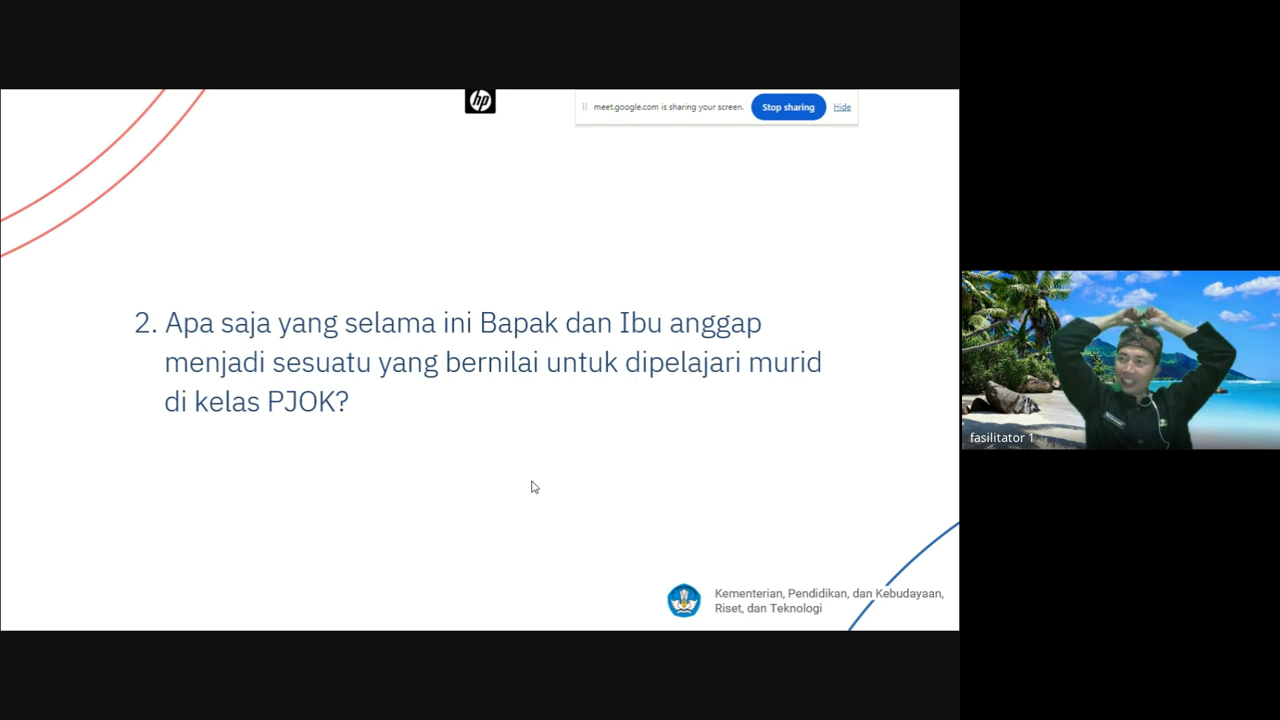 hp
meet.google.com is sharing your screen. Stop sharing Hide
2. Apa saja yang selama ini Bapak dan Ibu anggap
menjadi sesuatu yang bernilai untuk dipelajari murid
di kelas PJOK?
fasilitator 1
Kementerian, Pendidikan, dan Kebudayaan,
Riset, dan Teknologi